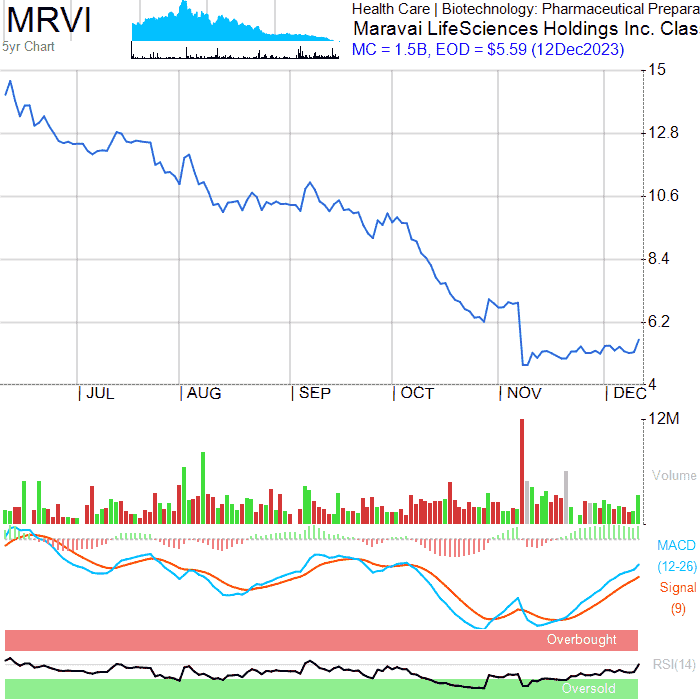 MRVI
5yr Chart
Health Care | Biotechnology: Pharmaceutical Prepara
Maravai LifeSciences Holdings Inc. Clas
MC = 1.5B, EOD = $5.59 (12Dec2023)
15
12.8
10.6
8.4
6.2
4
| JUL | AUG | SEP | OCT | NOV | DEC
12M
Volume
MACD
(12-26)
Signal
(9)
Overbought
RSI(14)
Oversold